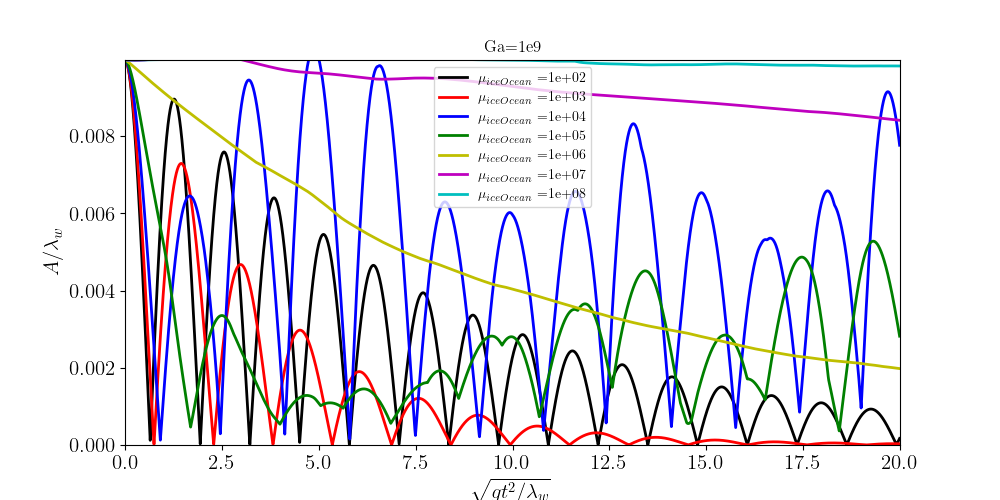 Ga=1e9
μ_iceOcean =1e+02
μ_iceOcean =1e+03
μ_iceOcean =1e+04
μ_iceOcean =1e+05
μ_iceOcean =1e+06
μ_iceOcean =1e+07
μ_iceOcean =1e+08
A/λ_w
0.008
0.006
0.004
0.002
0.000
0.0 2.5 5.0 7.5 10.0 12.5 15.0 17.5 20.0
√gt²/λ_w